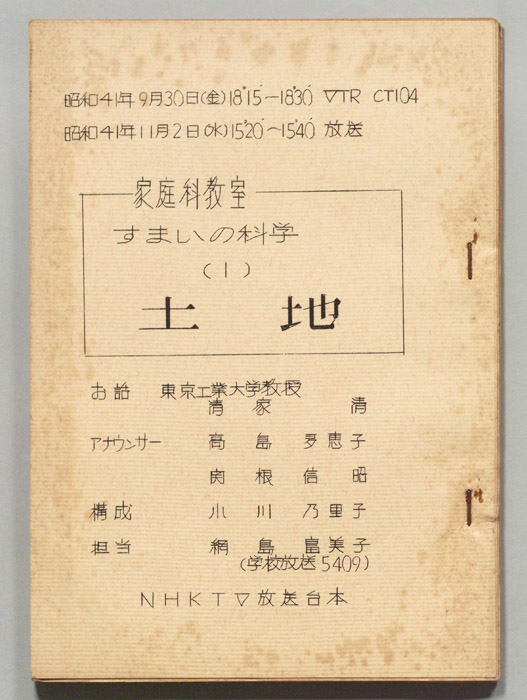 昭和41年9月30日(金)18°15'~18°30' VTR CT104
昭和41年11月2日(水)15°20'~15°40' 放送
家庭科教室
すまいの科学
(1)
土地
お話 東京工業大学教授
清家 清
アナウンサー 高島多恵子
関根信昭
構成 小川乃里子
担当 網島富美子
(学校放送5409)
NHKTV放送台本